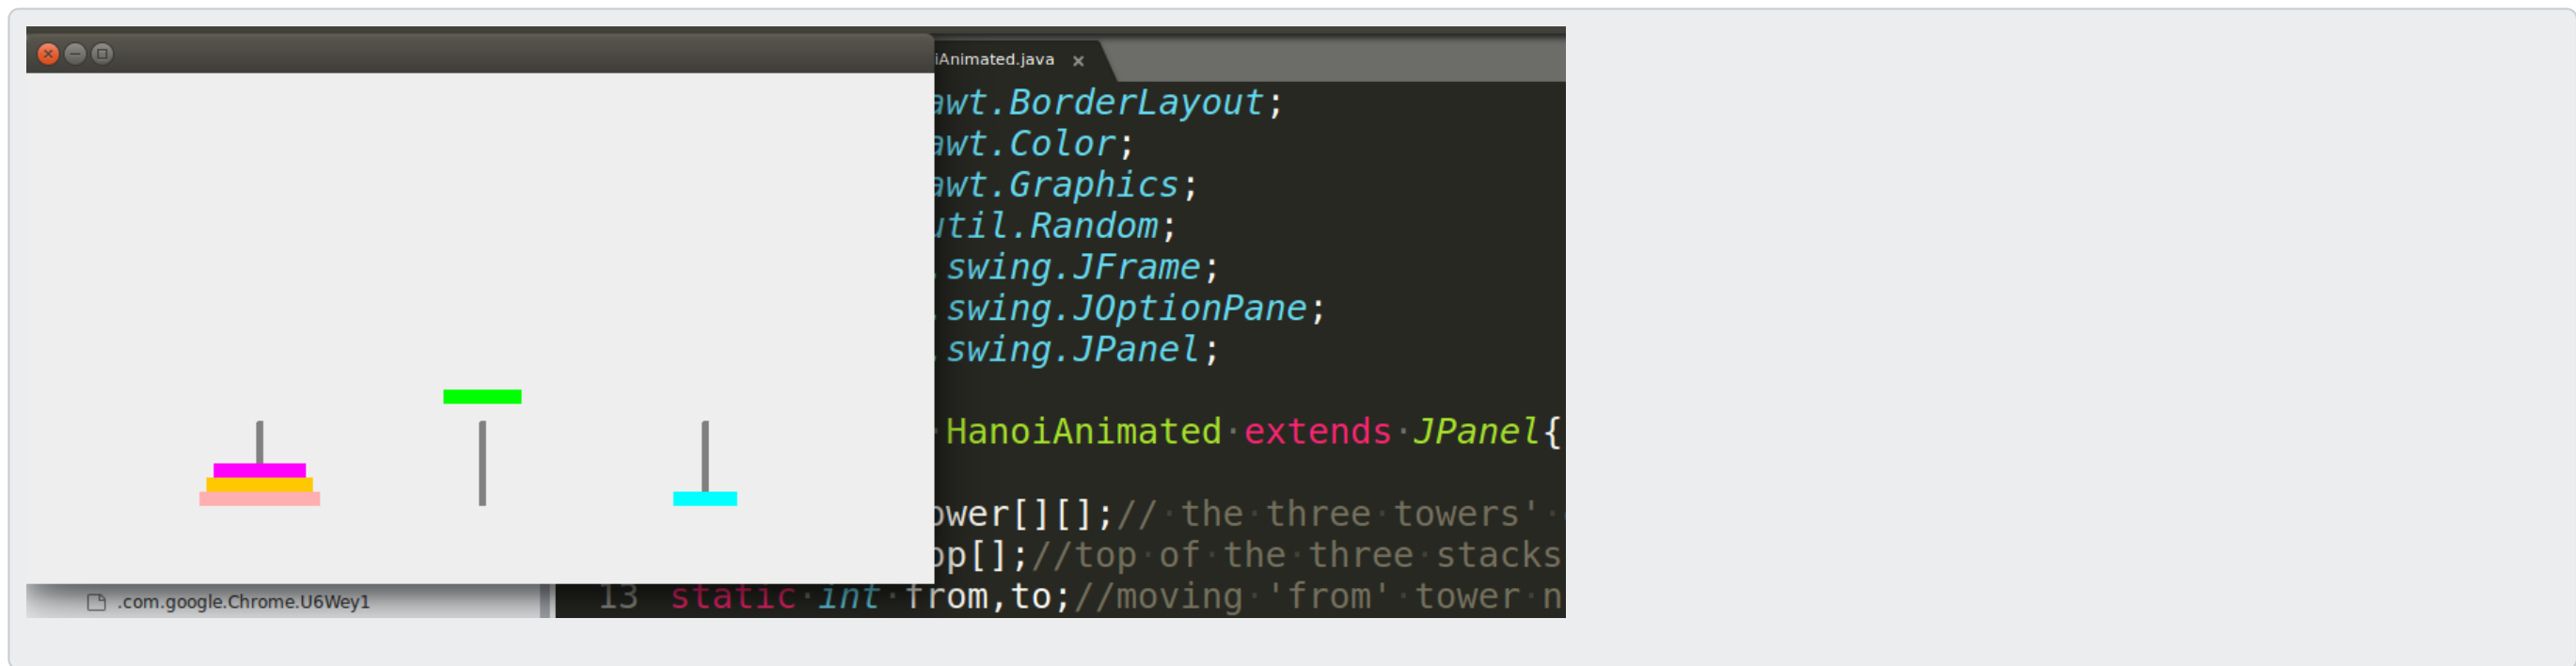 iAnimated.java ×
awt.BorderLayout;
awt.Color;
awt.Graphics;
util.Random;
.swing.JFrame;
.swing.JOptionPane;
.swing.JPanel;
HanoiAnimated extends JPanel{
ower[][];// the three towers'
op[];//top of the three stacks
13 static int from,to;//moving 'from' tower n
.com.google.Chrome.U6Wey1